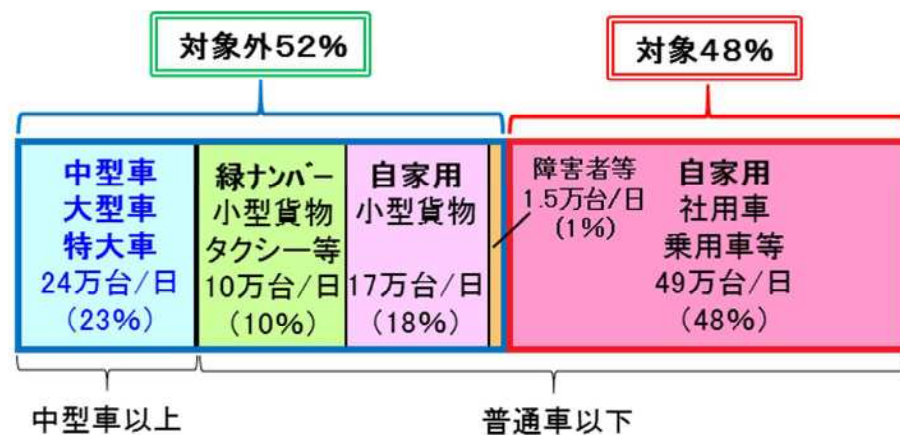 対象外52%
対象48%
中型車
大型車
特大車
24万台/日
(23%)
緑ナンバー
小型貨物
タクシー等
10万台/日
(10%)
自家用
小型貨物
17万台/日
(18%)
障害者等
1.5万台/日
(1%)
自家用
社用車
乗用車等
49万台/日
(48%)
中型車以上
普通車以下